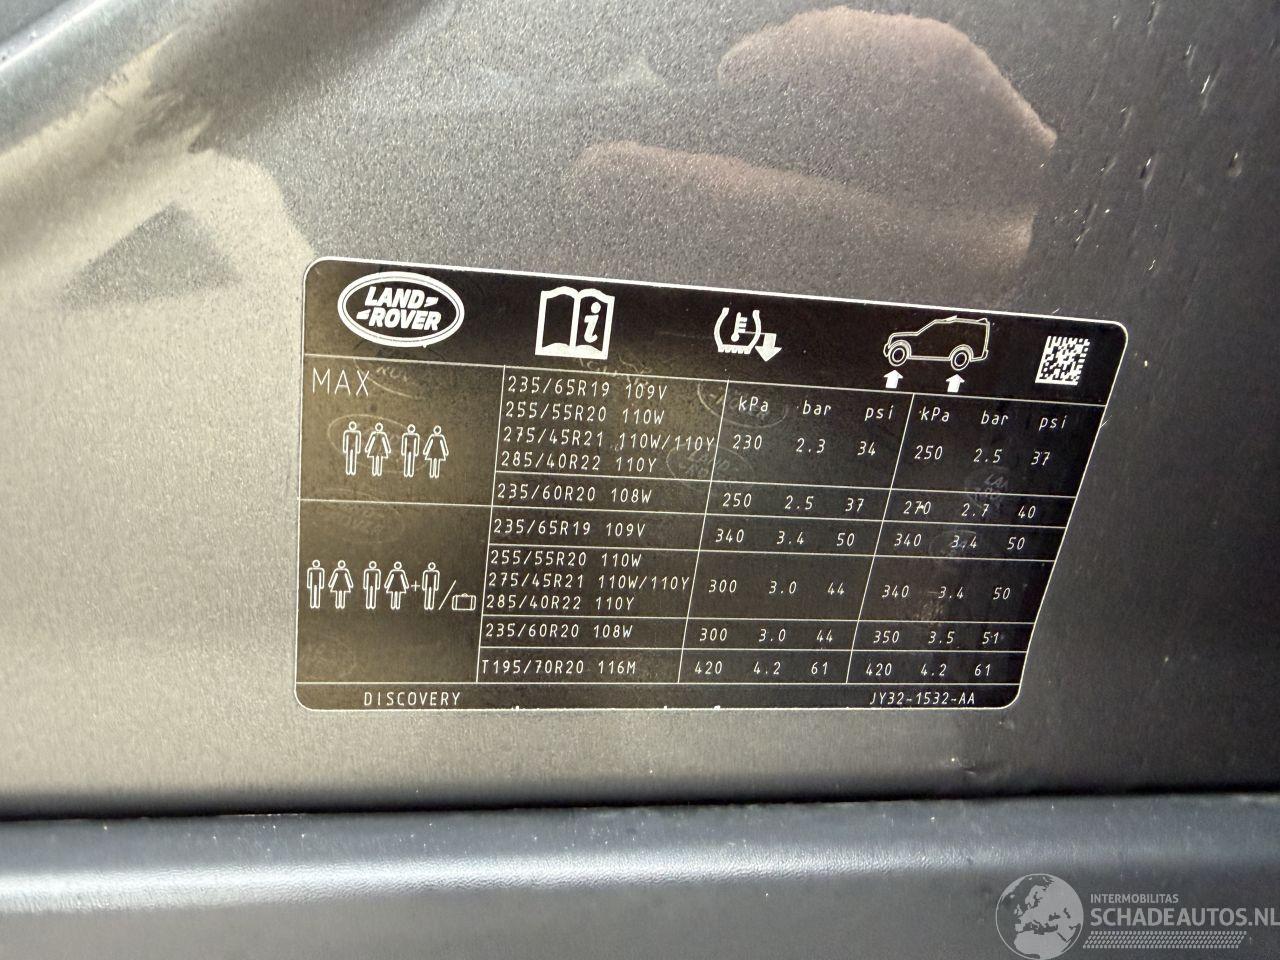 LAND ROVER
MAX
kPa bar psi kPa bar psi
235/65R19 109V
255/55R20 110W
275/45R21 110W/110Y 230 2.3 34 250 2.5 37
285/40R22 110Y
235/60R20 108W 250 2.5 37 270 2.7 40
235/65R19 109V 340 3.4 50 340 3.4 50
255/55R20 110W
275/45R21 110W/110Y 300 3.0 44 340 3.4 50
285/40R22 110Y
235/60R20 108W 300 3.0 44 350 3.5 51
T195/70R20 116M 420 4.2 61 420 4.2 61
DISCOVERY JY32-1532-AA
INTERMOBILITAS
SCHADEAUTOS.NL